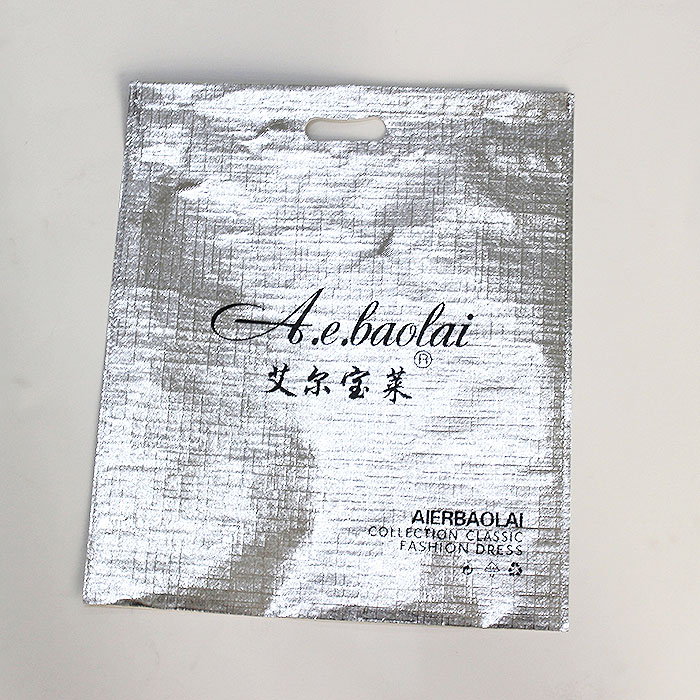 A.e.baolai®
艾尔宝莱
AIERBAOLAI
COLLECTION CLASSIC
FASHION DRESS